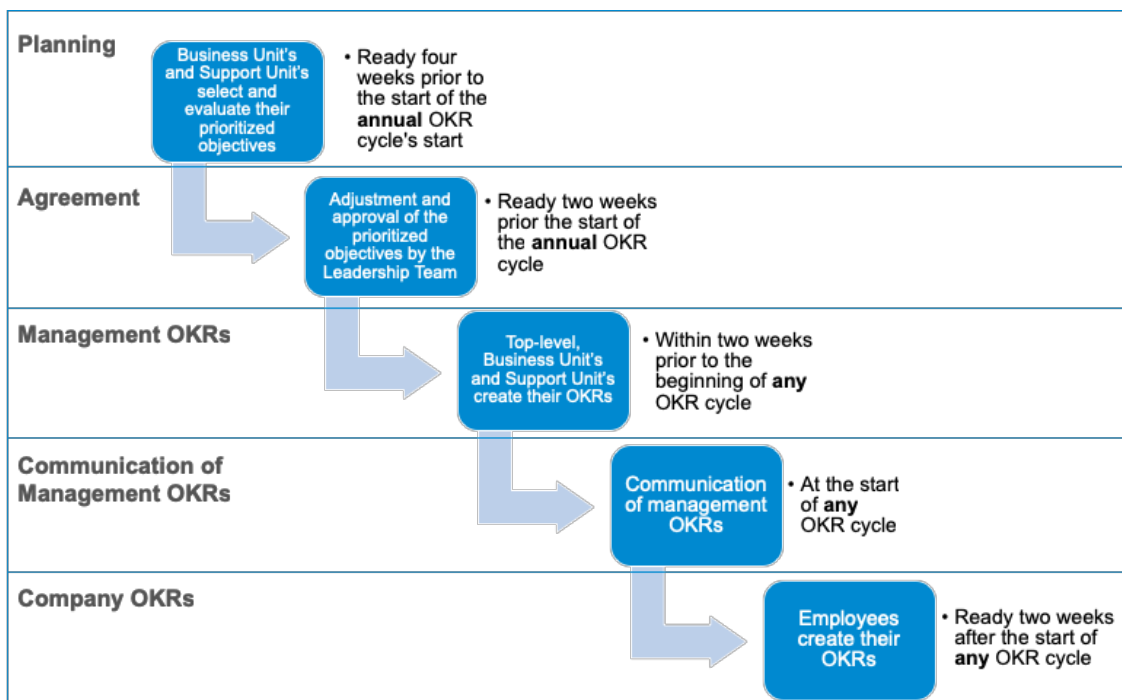 Planning
Business Unit's
and Support Unit's
select and
evaluate their
prioritized
objectives
• Ready four
weeks prior to
the start of the
annual OKR
cycle's start
Agreement
Adjustment and
approval of the
prioritized
objectives by the
Leadership Team
• Ready two weeks
prior the start of
the annual OKR
cycle
Management OKRs
Top-level,
Business Unit's
and Support Unit's
create their OKRs
• Within two weeks
prior to the
beginning of any
OKR cycle
Communication of
Management OKRs
Communication
of management
OKRs
• At the start
of any
OKR cycle
Company OKRs
Employees
create their
OKRs
• Ready two weeks
after the start of
any OKR cycle